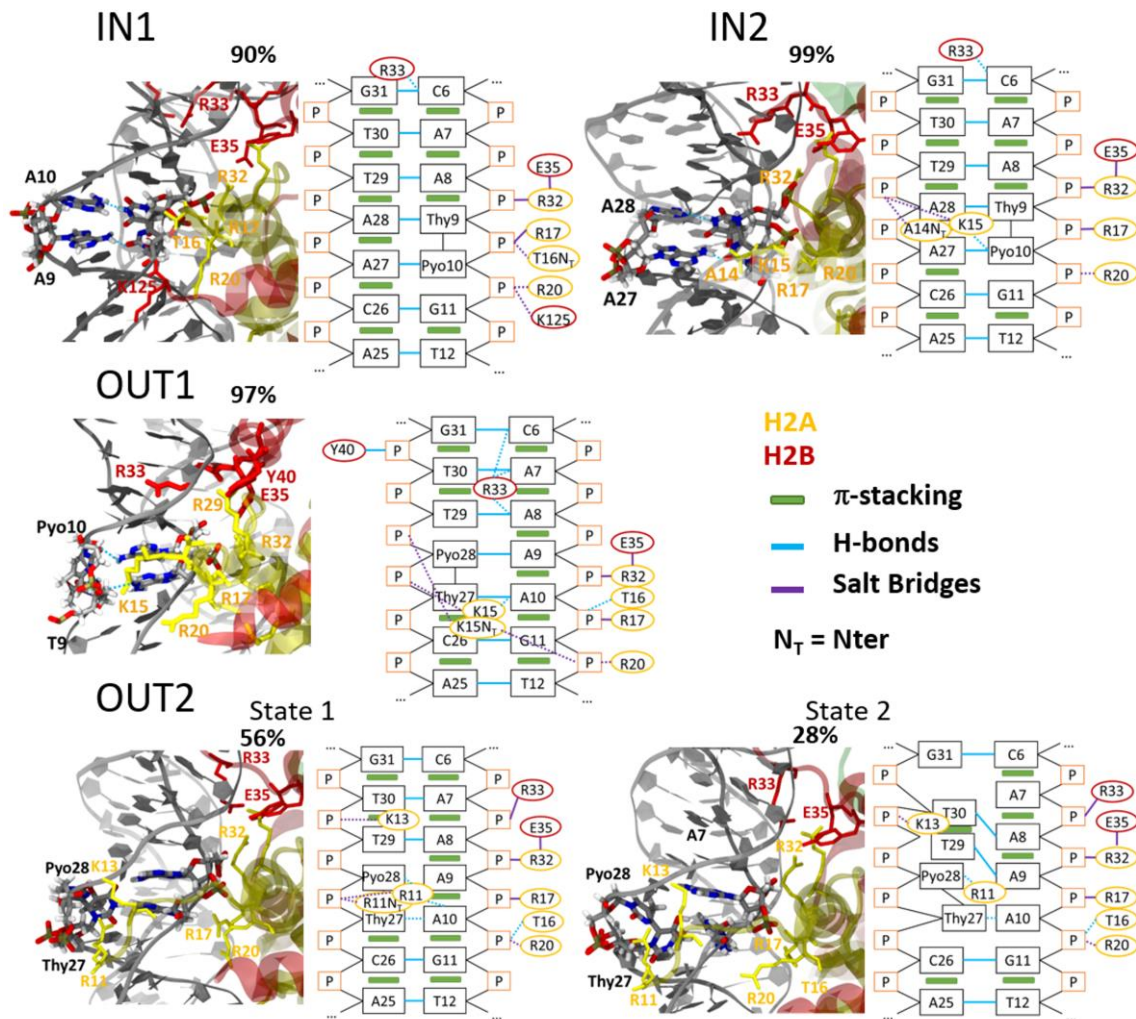 IN1
90%
R33
E35
A10
R32
T16
R17
R20
A9
K125
...
...
R33
G31 C6
P P
T30 A7
P P
T29 A8
E35
P P R32
A28 Thy9
R17
P P
T16NT
A27 Pyo10
R20
P P
K125
C26 G11
P P
A25 T12
...
...
IN2
99%
R33
E35
R32
A28
A14
K15
R20
R17
A27
...
...
R33
G31 C6
P P
T30 A7
P P
T29 A8
E35
P P R32
A28 Thy9
A14NT K15
P P R17
A27 Pyo10
P P R20
C26 G11
P P
A25 T12
...
...
OUT1
97%
R33
Y40
E35
R29
Pyo10
R32
K15
R17
R20
T9
...
...
G31 C6
Y40 P P
T30 A7
R33
P P
T29 A8
P P
Pyo28 A9
E35
P P R32
Thy27 A10
T16
K15
P P R17
K15NT
C26 G11
P P R20
A25 T12
...
...
H2A
H2B
π-stacking
H-bonds
Salt Bridges
NT = Nter
OUT2
State 1
56%
R33
E35
R32
K13
Pyo28
R17
R20
Thy27
R11
...
...
G31 C6
R33
P P
T30 A7
K13
P P
T29 A8
E35
P P R32
Pyo28 A9
R11
P R11NT P R17
Thy27 A10
T16
P P
R20
C26 G11
P P
A25 T12
...
...
State 2
28%
R33
E35
A7
R32
K13
Pyo28
R17
Thy27
R11
R20
T16
...
...
G31 C6
P P
A7
R33
T30
P K13 P
A8
T29
E35
P P R32
Pyo28 A9
R11
P P R17
Thy27 A10
T16
P P
R20
C26 G11
P P
A25 T12
...
...